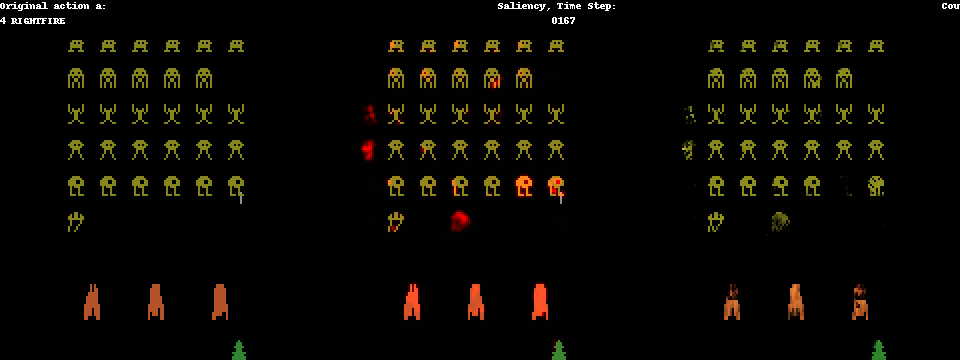 Original action a:
4 RIGHTFIRE
Saliency, Time Step:
0167
Cou